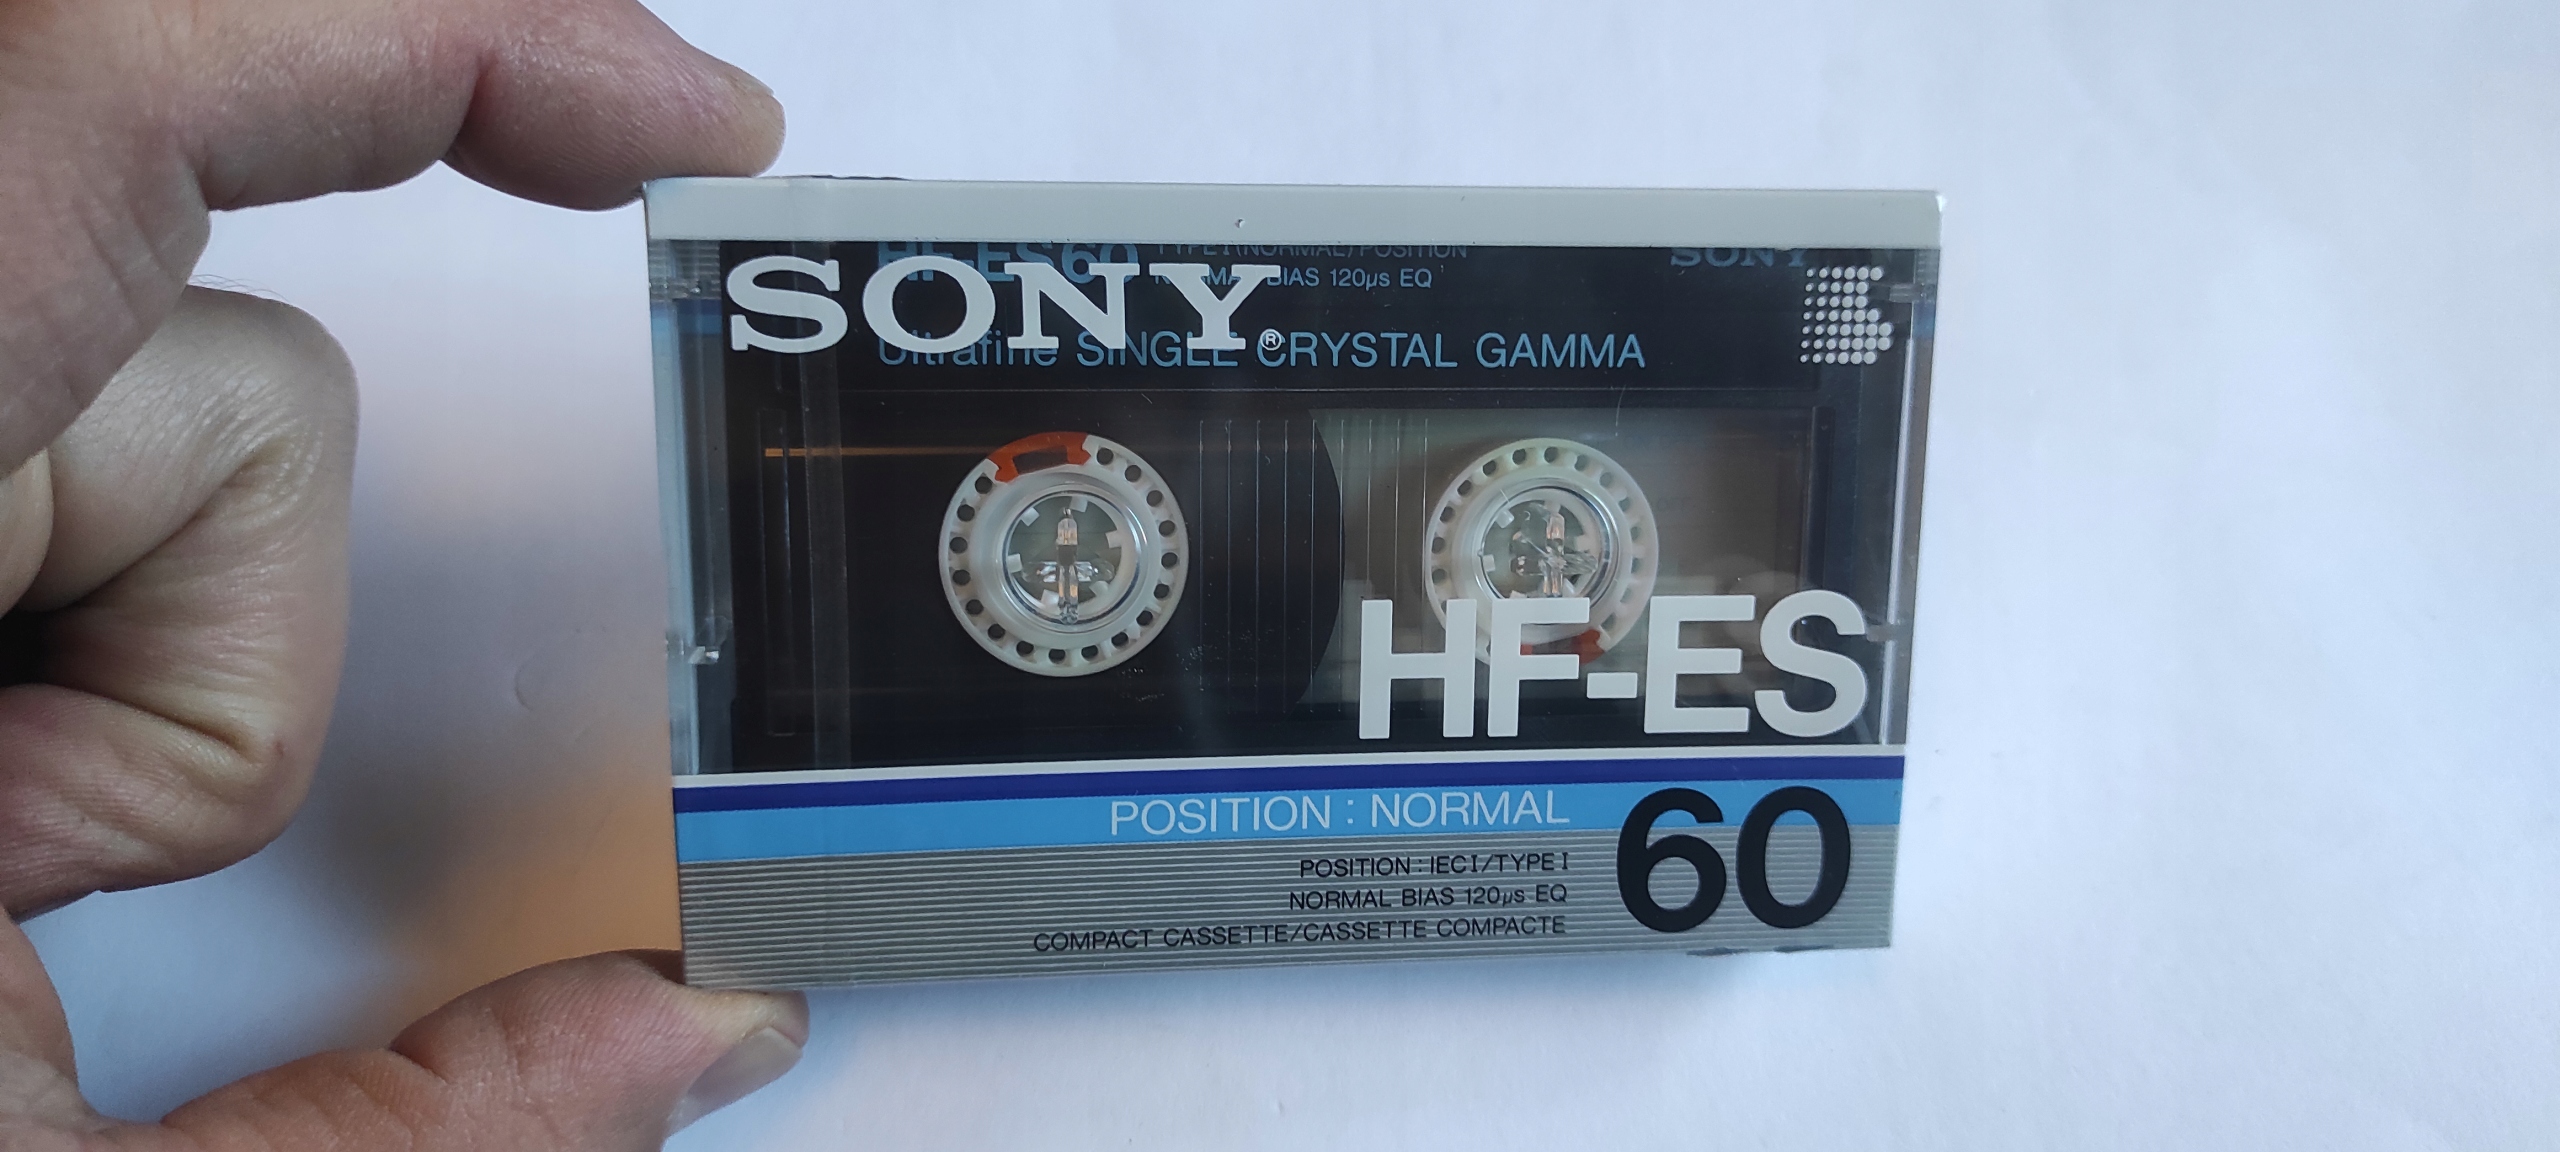 HF-ES60 TYPE I (NORMAL) POSITION
SONY
NORMAL BIAS 120µs EQ
SONY®
Ultrafine SINGLE CRYSTAL GAMMA
HF-ES
POSITION : NORMAL
60
POSITION : IEC I/TYPE I
NORMAL BIAS 120µs EQ
COMPACT CASSETTE/CASSETTE COMPACTE